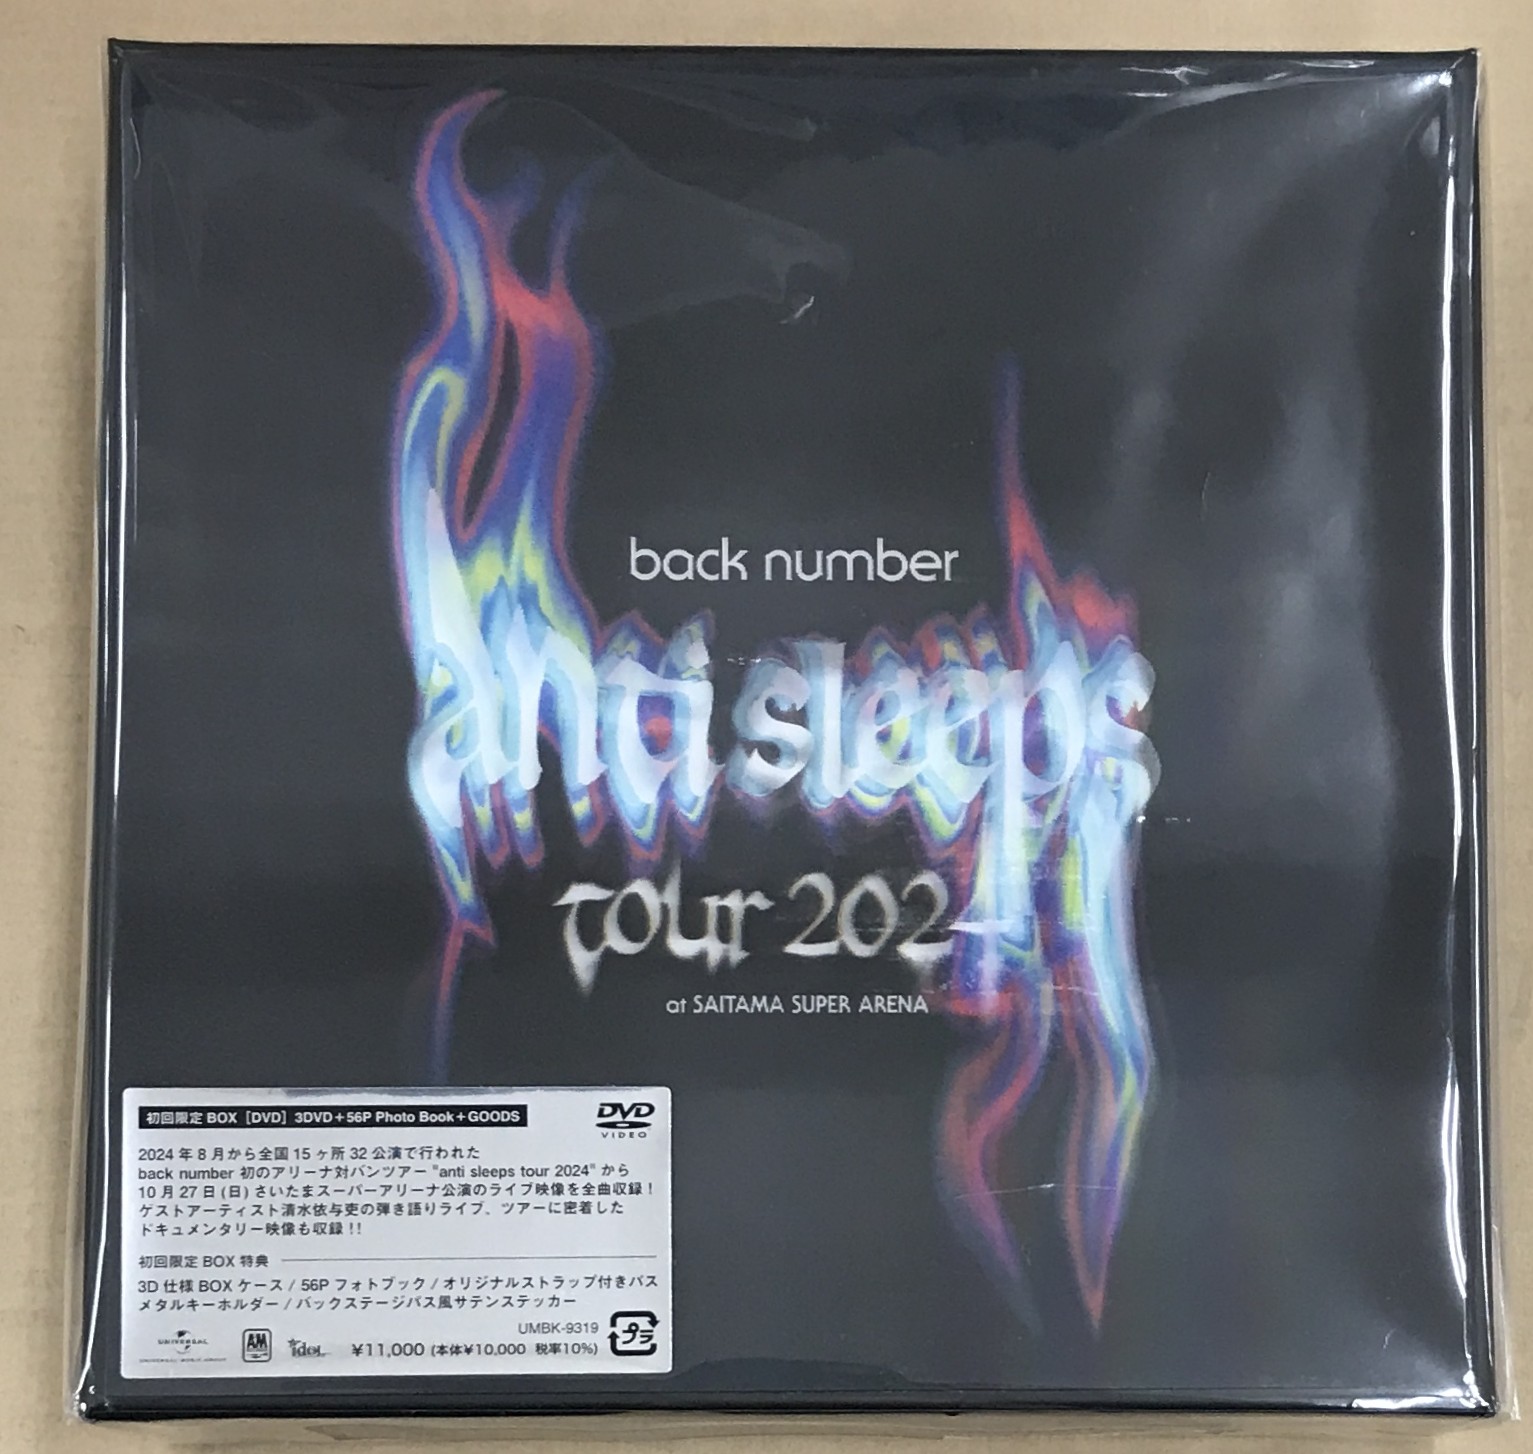 back number
anti sleeps
tour 2024
at SAITAMA SUPER ARENA
初回限定 BOX [DVD] 3DVD+56P Photo Book+GOODS
DVD
VIDEO
2024 年 8 月から全国 15 ヶ所 32 公演で行われた
back number 初のアリーナ対バンツアー "anti sleeps tour 2024" から
10 月 27 日 (日) さいたまスーパーアリーナ公演のライブ映像を全曲収録！
ゲストアーティスト清水依与吏の弾き語りライブ、ツアーに密着した
ドキュメンタリー映像も収録 !!
初回限定 BOX 特典
3D 仕様 BOX ケース / 56P フォトブック / オリジナルストラップ付きパス
メタルキーホルダー / バックステージパス風サテンステッカー
UMBK-9319
プラ
UNIVERSAL
A&M
idol
¥11,000 (本体¥10,000 税率10%)